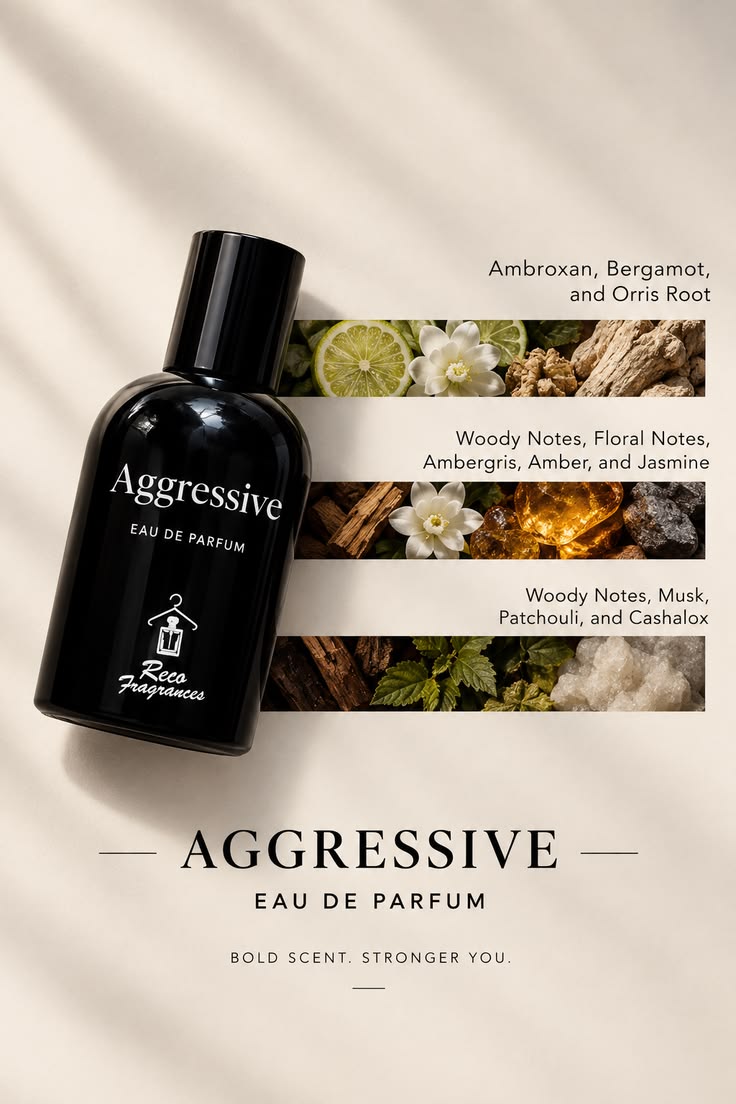 Ambroxan, Bergamot,
and Orris Root
Aggressive
EAU DE PARFUM
Reco
Fragrances
Woody Notes, Floral Notes,
Ambergris, Amber, and Jasmine
Woody Notes, Musk,
Patchouli, and Cashalox
AGGRESSIVE
EAU DE PARFUM
BOLD SCENT. STRONGER YOU.